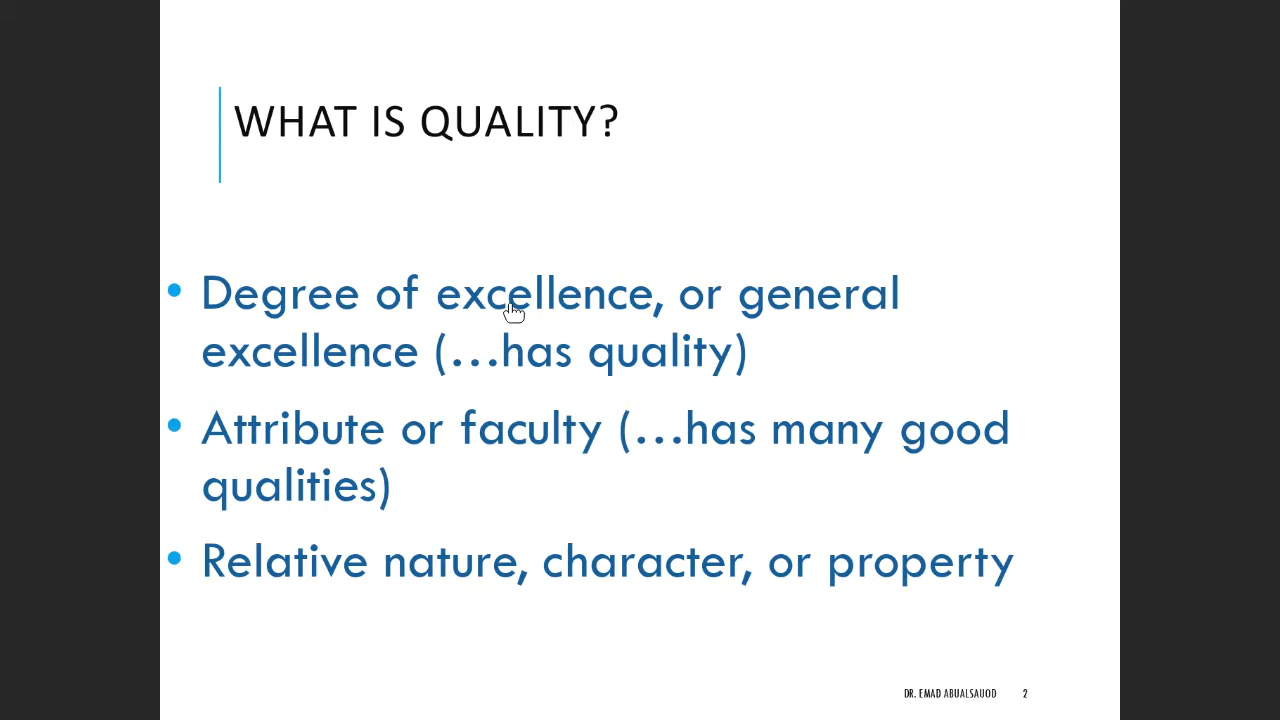 WHAT IS QUALITY?
• Degree of excellence, or general
excellence (…has quality)
• Attribute or faculty (…has many good
qualities)
• Relative nature, character, or property
DR. EMAD ABUALSAUOD 2